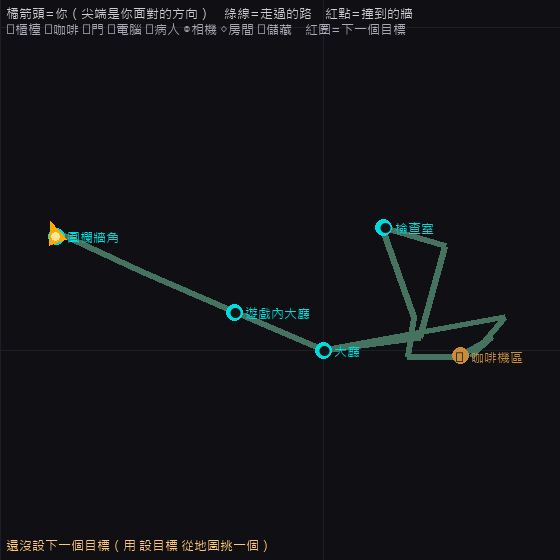 橘箭頭=你（尖端是你面對的方向）　綠線=走過的路　紅點=撞到的牆
櫃檯 咖啡 門 電腦 病人 相機 ◇房間 儲藏　紅圈=下一個目標
檢查室
圍欄牆角
遊戲內大廳
大廳
咖啡機區
還沒設下一個目標（用 設目標 從地圖挑一個）